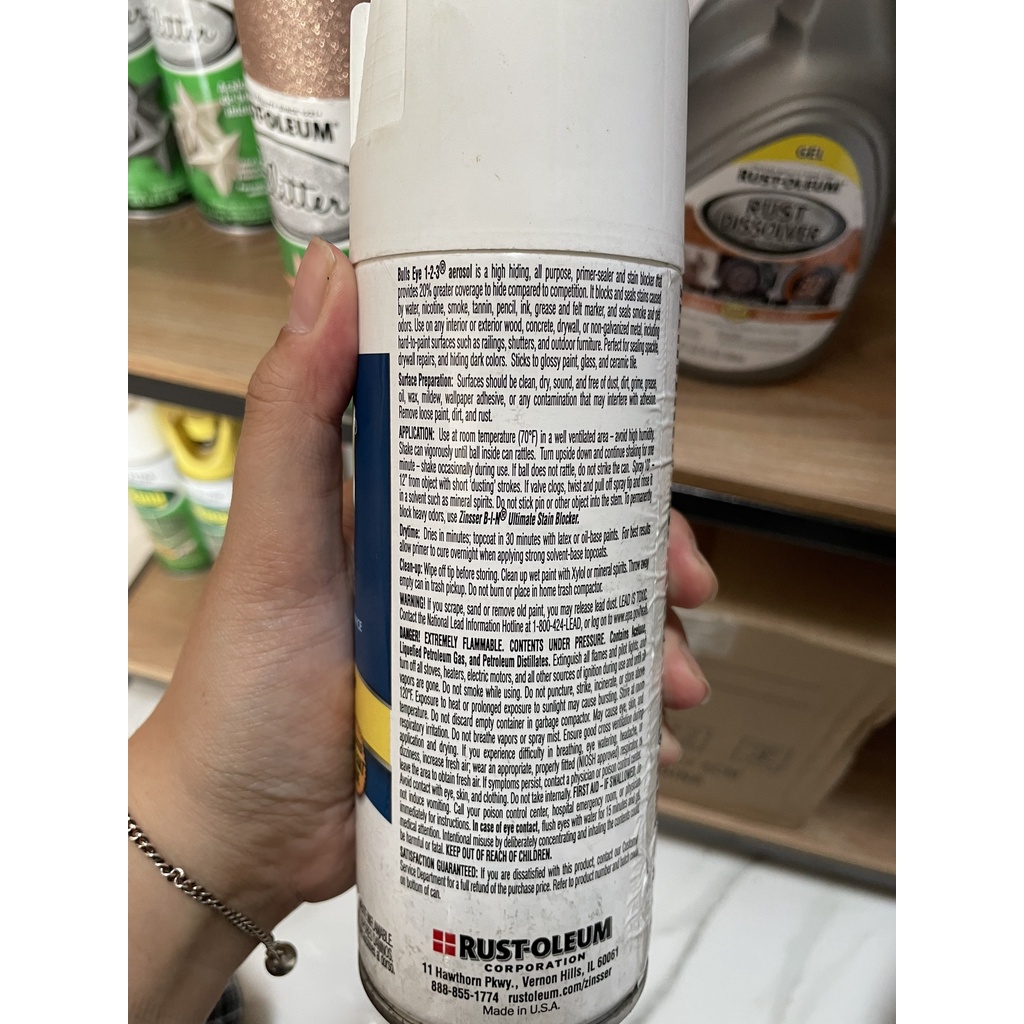 Glitter
RUST-OLEUM
Glitter
GEL
RUST-OLEUM
RUST
DISSOLVER
Bulls Eye 1-2-3® aerosol is a high hiding, all purpose, primer-sealer and stain blocker that
provides 20% greater coverage to hide compared to competition. It blocks and seals stains caused
by water, nicotine, smoke, tannin, pencil, ink, grease and felt marker, and seals smoke and pet
odors. Use on any interior or exterior wood, concrete, drywall, or non-galvanized metal, including
hard-to-paint surfaces such as railings, shutters, and outdoor furniture. Perfect for sealing spackle,
drywall repairs, and hiding dark colors. Sticks to glossy paint, glass, and ceramic tile.
Surface Preparation: Surfaces should be clean, dry, sound, and free of dust, dirt, grime, grease,
oil, wax, mildew, wallpaper adhesive, or any contamination that may interfere with adhesion.
Remove loose paint, dirt, and rust.
APPLICATION: Use at room temperature (70°F) in a well ventilated area – avoid high humidity.
Shake can vigorously until ball inside can rattles. Turn upside down and continue shaking for one
minute – shake occasionally during use. If ball does not rattle, do not strike the can. Spray 10 –
12" from object with short 'dusting' strokes. If valve clogs, twist and pull off spray tip and rinse it
in a solvent such as mineral spirits. Do not stick pin or other object into the stem. To permanently
block heavy odors, use Zinsser B-I-N® Ultimate Stain Blocker.
Drytime: Dries in minutes; topcoat in 30 minutes with latex or oil-base paints. For best results
allow primer to cure overnight when applying strong solvent-base topcoats.
Clean-up: Wipe off tip before storing. Clean up wet paint with Xylol or mineral spirits. Throw away
empty can in trash pickup. Do not burn or place in home trash compactor.
WARNING! If you scrape, sand or remove old paint, you may release lead dust. LEAD IS TOXIC.
Contact the National Lead Information Hotline at 1-800-424-LEAD, or log on to www.epa.gov/lead.
DANGER! EXTREMELY FLAMMABLE. CONTENTS UNDER PRESSURE. Contains Acetone,
Liquefied Petroleum Gas, and Petroleum Distillates. Extinguish all flames and pilot lights, and
turn off all stoves, heaters, electric motors, and all other sources of ignition during use and until all
vapors are gone. Do not smoke while using. Do not puncture, strike, incinerate, or store above
120°F. Exposure to heat or prolonged exposure to sunlight may cause bursting. Store at room
temperature. Do not discard empty container in garbage compactor. May cause eye, skin, and
respiratory irritation. Do not breathe vapors or spray mist. Ensure good cross ventilation during
application and drying. If you experience difficulty in breathing, eye watering, headache, or
dizziness, increase fresh air; wear an appropriate, properly fitted (NIOSH approved) respirator, or
leave the area to obtain fresh air. If symptoms persist, contact a physician or poison control center.
Avoid contact with eye, skin, and clothing. Do not take internally. FIRST AID – IF SWALLOWED, do
not induce vomiting. Call your poison control center, hospital emergency room, or physician
immediately for instructions. In case of eye contact, flush eyes with water for 15 minutes and get
medical attention. Intentional misuse by deliberately concentrating and inhaling the contents could
be harmful or fatal. KEEP OUT OF REACH OF CHILDREN.
SATISFACTION GUARANTEED: If you are dissatisfied with this product, contact our Customer
Service Department for a full refund of the purchase price. Refer to product number and batch code
on bottom of can.
RUST-OLEUM
CORPORATION
11 Hawthorn Pkwy., Vernon Hills, IL 60061
888-855-1774 rustoleum.com/zinsser
Made in U.S.A.